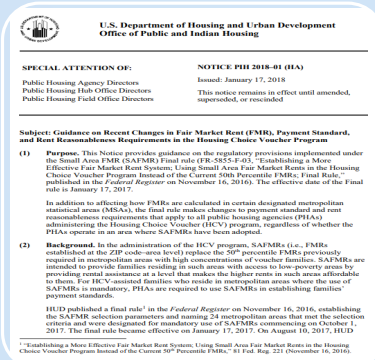 U.S. Department of Housing and Urban Development
Office of Public and Indian Housing
SPECIAL ATTENTION OF:
NOTICE PIH 2018–01 (HA)
Public Housing Agency Directors
Public Housing Hub Office Directors
Public Housing Field Office Directors
Issued: January 17, 2018
This notice remains in effect until amended,
superseded, or rescinded
Subject: Guidance on Recent Changes in Fair Market Rent (FMR), Payment Standard,
and Rent Reasonableness Requirements in the Housing Choice Voucher Program
(1) Purpose. This Notice provides guidance on the regulatory provisions implemented under
the Small Area FMR (SAFMR) Final rule (FR-5855-F-03, “Establishing a More
Effective Fair Market Rent System; Using Small Area Fair Market Rents in the Housing
Choice Voucher Program Instead of the Current 50th Percentile FMRs; Final Rule,”
published in the Federal Register on November 16, 2016). The effective date of the Final
rule is January 17, 2017.
In addition to affecting how FMRs are calculated in certain designated metropolitan
statistical areas (MSAs), the final rule makes changes to payment standard and rent
reasonableness requirements that apply to all public housing agencies (PHAs)
administering the Housing Choice Voucher (HCV) program, regardless of whether the
PHAs operate in an area where SAFMRs have been adopted.
(2) Background. In the administration of the HCV program, SAFMRs (i.e., FMRs
established at the ZIP code–area level) replace the 50th percentile FMRs previously
required in metropolitan areas with high concentrations of voucher families. SAFMRs are
intended to provide families residing in such areas with access to low-poverty areas by
providing rental assistance at a level that makes the higher rents in such areas affordable
to them. For HCV-assisted families who reside in metropolitan areas where the use of
SAFMRs is mandatory, PHAs are required to use SAFMRs in establishing families’
payment standards.
HUD published a final rule¹ in the Federal Register on November 16, 2016, establishing
the SAFMR selection parameters and naming 24 metropolitan areas that met the selection
criteria and were designated for mandatory use of SAFMRs commencing on October 1,
2017. The final rule became effective on January 17, 2017. On August 10, 2017, HUD
¹ “Establishing a More Effective Fair Market Rent System; Using Small Area Fair Market Rents in the Housing
Choice Voucher Program Instead of the Current 50th Percentile FMRs,” 81 Fed. Reg. 221 (November 16, 2016).